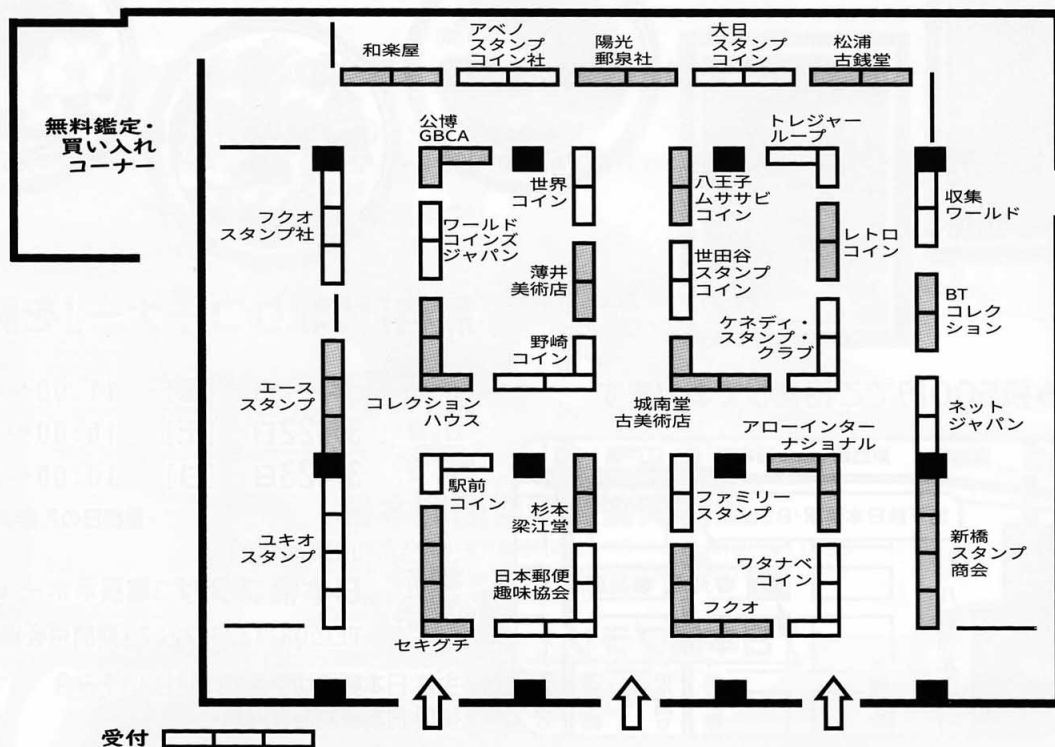 和楽屋
アベノ
スタンプ
コイン社
陽光
郵泉社
大日
スタンプ
コイン
松浦
古銭堂
無料鑑定・
買い入れ
コーナー
公博
GBCA
世界
コイン
八王子
ムササビ
コイン
トレジャー
ループ
収集
ワールド
フクオ
スタンプ社
ワールド
コインズ
ジャパン
薄井
美術店
世田谷
スタンプ
コイン
レトロ
コイン
BT
コレク
ション
エース
スタンプ
コレクション
ハウス
野崎
コイン
城南堂
古美術店
ケネディ・
スタンプ・
クラブ
ネット
ジャパン
アローインター
ナショナル
駅前
コイン
杉本
梁江堂
ファミリー
スタンプ
新橋
スタンプ
商会
ユキオ
スタンプ
セキグチ
日本郵便
趣味協会
フクオ
ワタナベ
コイン
受付